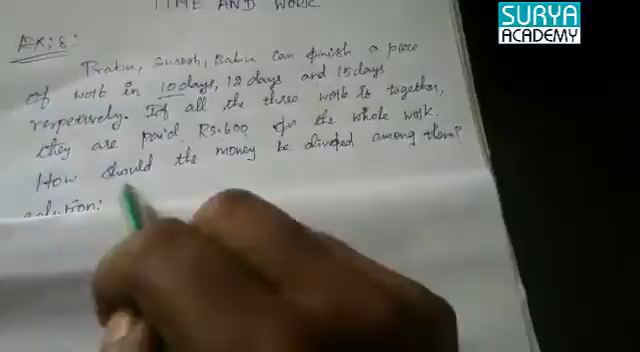 TIME AND WORK
SURYA
ACADEMY
EX: 8:
Prabu, Suresh, Babu can finish a piece
of work in 10 days, 12 days and 15 days
respetively. If all the three work it together,
they are paid Rs. 600 for the whole work.
How should the money be divided among them?
solution: